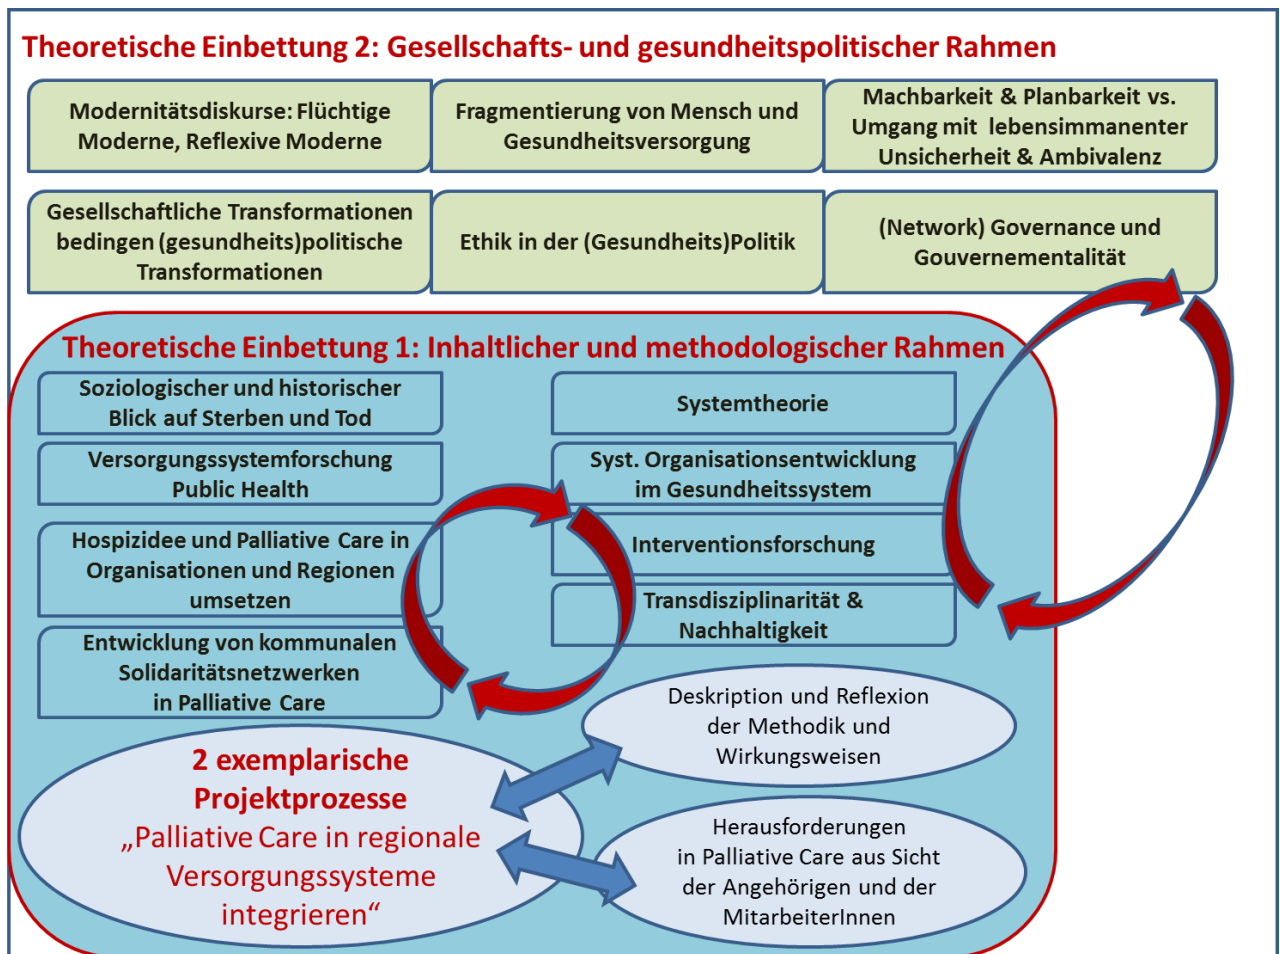 Theoretische Einbettung 2: Gesellschafts- und gesundheitspolitischer Rahmen
Modernitätsdiskurse: Flüchtige
Moderne, Reflexive Moderne
Fragmentierung von Mensch und
Gesundheitsversorgung
Machbarkeit & Planbarkeit vs.
Umgang mit lebensimmanenter
Unsicherheit & Ambivalenz
Gesellschaftliche Transformationen
bedingen (gesundheits)politische
Transformationen
Ethik in der (Gesundheits)Politik
(Network) Governance und
Gouvernementalität
Theoretische Einbettung 1: Inhaltlicher und methodologischer Rahmen
Soziologischer und historischer
Blick auf Sterben und Tod
Versorgungssystemforschung
Public Health
Hospizidee und Palliative Care in
Organisationen und Regionen
umsetzen
Entwicklung von kommunalen
Solidaritätsnetzwerken
in Palliative Care
Systemtheorie
Syst. Organisationsentwicklung
im Gesundheitssystem
Interventionsforschung
Transdisziplinarität &
Nachhaltigkeit
2 exemplarische
Projektprozesse
„Palliative Care in regionale
Versorgungssysteme
integrieren“
Deskription und Reflexion
der Methodik und
Wirkungsweisen
Herausforderungen
in Palliative Care aus Sicht
der Angehörigen und der
MitarbeiterInnen